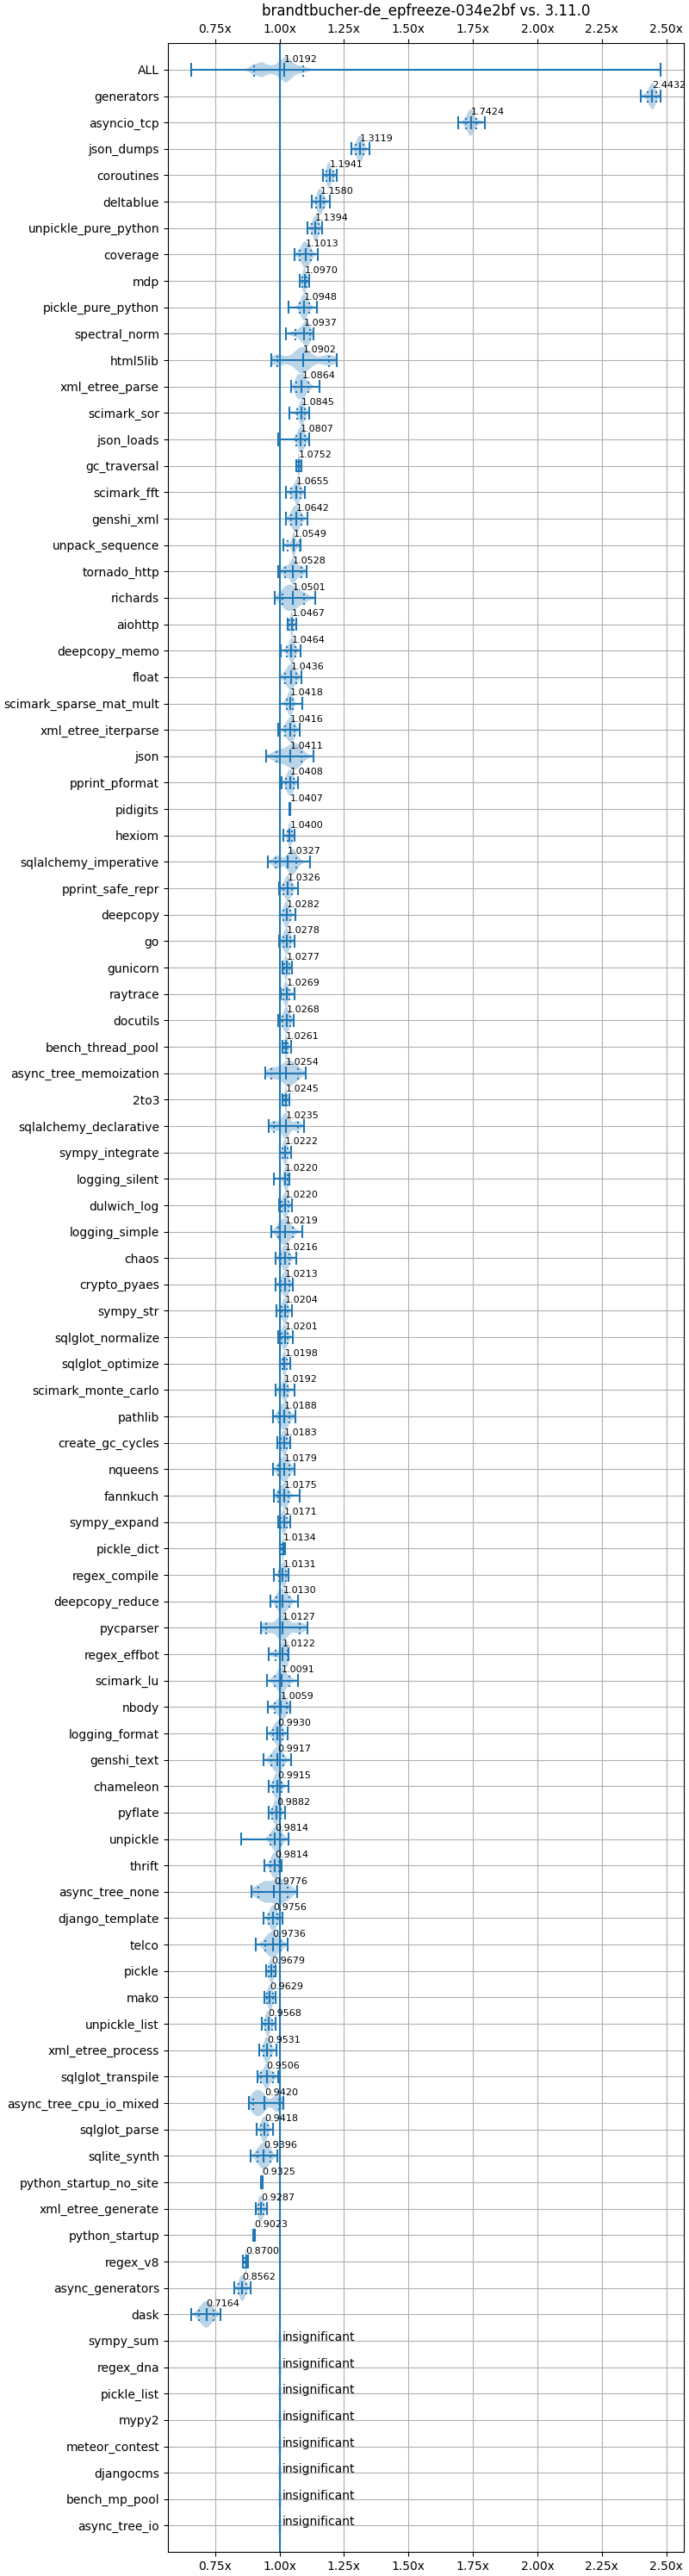 brandtbucher-de_epfreeze-034e2bf vs. 3.11.0
0.75x 1.00x 1.25x 1.50x 1.75x 2.00x 2.25x 2.50x
ALL 1.0192
generators 2.4432
asyncio_tcp 1.7424
json_dumps 1.3119
coroutines 1.1941
deltablue 1.1580
unpickle_pure_python 1.1394
coverage 1.1013
mdp 1.0970
pickle_pure_python 1.0948
spectral_norm 1.0937
html5lib 1.0902
xml_etree_parse 1.0864
scimark_sor 1.0845
json_loads 1.0807
gc_traversal 1.0752
scimark_fft 1.0655
genshi_xml 1.0642
unpack_sequence 1.0549
tornado_http 1.0528
richards 1.0501
aiohttp 1.0467
deepcopy_memo 1.0464
float 1.0436
scimark_sparse_mat_mult 1.0418
xml_etree_iterparse 1.0416
json 1.0411
pprint_pformat 1.0408
pidigits 1.0407
hexiom 1.0400
sqlalchemy_imperative 1.0327
pprint_safe_repr 1.0326
deepcopy 1.0282
go 1.0278
gunicorn 1.0277
raytrace 1.0269
docutils 1.0268
bench_thread_pool 1.0261
async_tree_memoization 1.0254
2to3 1.0245
sqlalchemy_declarative 1.0235
sympy_integrate 1.0222
logging_silent 1.0220
dulwich_log 1.0220
logging_simple 1.0219
chaos 1.0216
crypto_pyaes 1.0213
sympy_str 1.0204
sqlglot_normalize 1.0201
sqlglot_optimize 1.0198
scimark_monte_carlo 1.0192
pathlib 1.0188
create_gc_cycles 1.0183
nqueens 1.0179
fannkuch 1.0175
sympy_expand 1.0171
pickle_dict 1.0134
regex_compile 1.0131
deepcopy_reduce 1.0130
pycparser 1.0127
regex_effbot 1.0122
scimark_lu 1.0091
nbody 1.0059
logging_format 0.9930
genshi_text 0.9917
chameleon 0.9915
pyflate 0.9882
unpickle 0.9814
thrift 0.9814
async_tree_none 0.9776
django_template 0.9756
telco 0.9736
pickle 0.9679
mako 0.9629
unpickle_list 0.9568
xml_etree_process 0.9531
sqlglot_transpile 0.9506
async_tree_cpu_io_mixed 0.9420
sqlglot_parse 0.9418
sqlite_synth 0.9396
python_startup_no_site 0.9325
xml_etree_generate 0.9287
python_startup 0.9023
regex_v8 0.8700
async_generators 0.8562
dask 0.7164
sympy_sum insignificant
regex_dna insignificant
pickle_list insignificant
mypy2 insignificant
meteor_contest insignificant
djangocms insignificant
bench_mp_pool insignificant
async_tree_io insignificant
0.75x 1.00x 1.25x 1.50x 1.75x 2.00x 2.25x 2.50x